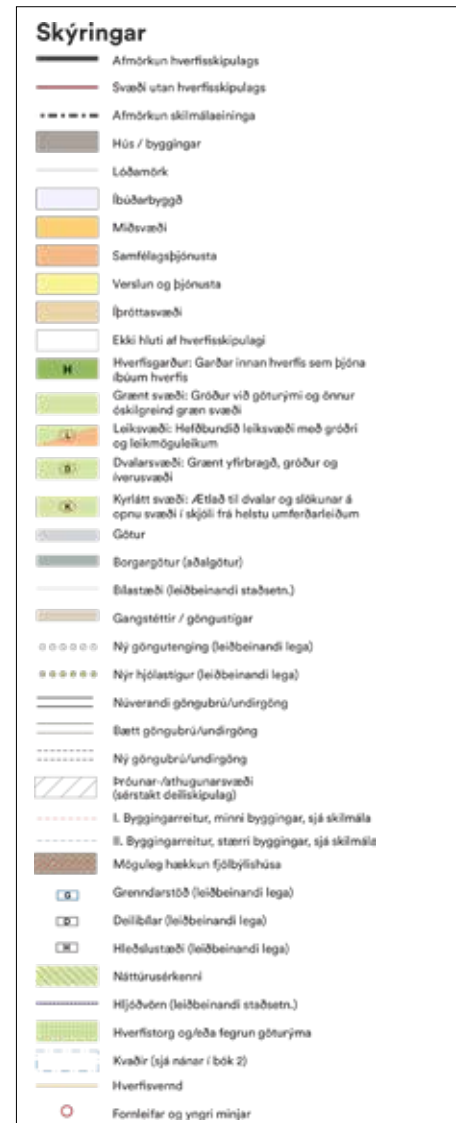 Skýringar
Afmörkun hverfisskipulags
Svæði utan hverfisskipulags
Afmörkun skilmálaeininga
Hús / byggingar
Lóðamörk
Íbúðarbyggð
Miðsvæði
Samfélagsþjónusta
Verslun og þjónusta
Íþróttasvæði
Ekki hluti af hverfisskipulagi
H
Hverfisgarður: Garðar innan hverfis sem þjóna
íbúum hverfis
Grænt svæði: Gróður við göturými og önnur
óskilgreind græn svæði
L
Leiksvæði: Hefðbundið leiksvæði með gróðri
og leikmöguleikum
D
Dvalarsvæði: Grænt yfirbragð, gróður og
íverusvæði
K
Kyrlátt svæði: Ætlað til dvalar og slökunar á
opnu svæði í skjóli frá helstu umferðarleiðum
Götur
Borgargötur (aðalgötur)
Bílastæði (leiðbeinandi staðsetn.)
Gangstéttir / göngustígar
Ný göngutenging (leiðbeinandi lega)
Nýr hjólastígur (leiðbeinandi lega)
Núverandi göngubrú/undirgöng
Bætt göngubrú/undirgöng
Ný göngubrú/undirgöng
Þróunar-/athugunarsvæði
(sérstakt deiliskipulag)
I. Byggingarreitur, minni byggingar, sjá skilmála
II. Byggingarreitur, stærri byggingar, sjá skilmála
Möguleg hækkun fjölbýlishúsa
G
Grenndarstöð (leiðbeinandi lega)
D
Deilibílar (leiðbeinandi lega)
H
Hleðslustæði (leiðbeinandi lega)
Náttúrusérkenni
Hljóðvörn (leiðbeinandi staðsetn.)
Hverfistorg og/eða fegrun göturýma
Kvaðir (sjá nánar í bók 2)
Hverfisvernd
Fornleifar og yngri minjar